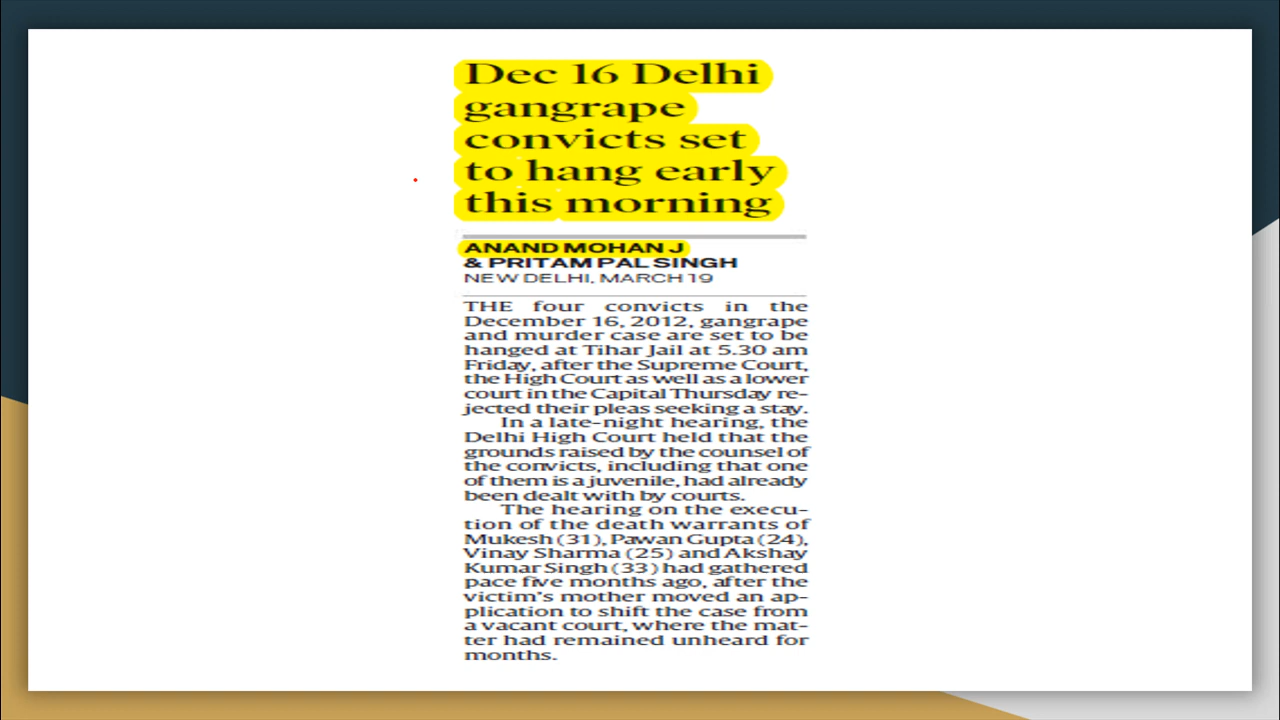 Dec 16 Delhi
gangrape
convicts set
to hang early
this morning
ANAND MOHAN J
& PRITAM PAL SINGH
NEW DELHI, MARCH 19
THE four convicts in the
December 16, 2012, gangrape
and murder case are set to be
hanged at Tihar Jail at 5.30 am
Friday, after the Supreme Court,
the High Court as well as a lower
court in the Capital Thursday re-
jected their pleas seeking a stay.
In a late-night hearing, the
Delhi High Court held that the
grounds raised by the counsel of
the convicts, including that one
of them is a juvenile, had already
been dealt with by courts.
The hearing on the execu-
tion of the death warrants of
Mukesh (31), Pawan Gupta (24),
Vinay Sharma (25) and Akshay
Kumar Singh (33) had gathered
pace five months ago, after the
victim's mother moved an ap-
plication to shift the case from
a vacant court, where the mat-
ter had remained unheard for
months.